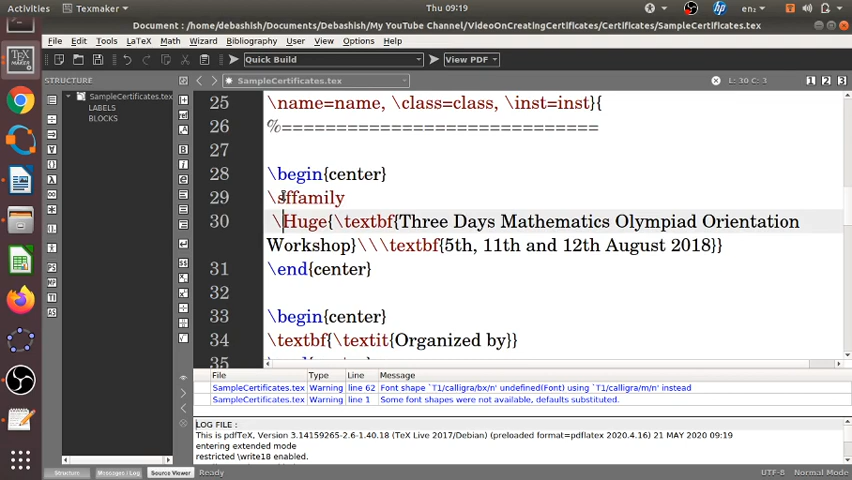 Activities
Texmaker
Thu 09:19
en₂
Document : /home/debashish/Documents/Debashish/My YouTube Channel/VideoOnCreatingCertificates/Certificates/SampleCertificates.tex
File Edit Tools LaTeX Math Wizard Bibliography User View Options Help
Quick Build
View PDF
STRUCTURE
SampleCertificates.tex
L: 30 C: 3
1 2 3
SampleCertificates.tex
LABELS
BLOCKS
25 \name=name, \class=class, \inst=inst}{
26 %=============================
27
28 \begin{center}
29 \sffamily
30 \Huge{\textbf{Three Days Mathematics Olympiad Orientation
Workshop}\\\textbf{5th, 11th and 12th August 2018}}
31 \end{center}
32
33 \begin{center}
34 \textbf{\textit{Organized by}}
35
File Type Line Message
SampleCertificates.tex Warning line 62 Font shape `T1/calligra/bx/n' undefined(Font) using `T1/calligra/m/n' instead
SampleCertificates.tex Warning line 1 Some font shapes were not available, defaults substituted.
LOG FILE :
This is pdfTeX, Version 3.14159265-2.6-1.40.18 (TeX Live 2017/Debian) (preloaded format=pdflatex 2020.4.16) 21 MAY 2020 09:19
entering extended mode
restricted \write18 enabled.
Structure Messages / Log Source Viewer Ready
UTF-8 Normal Mode